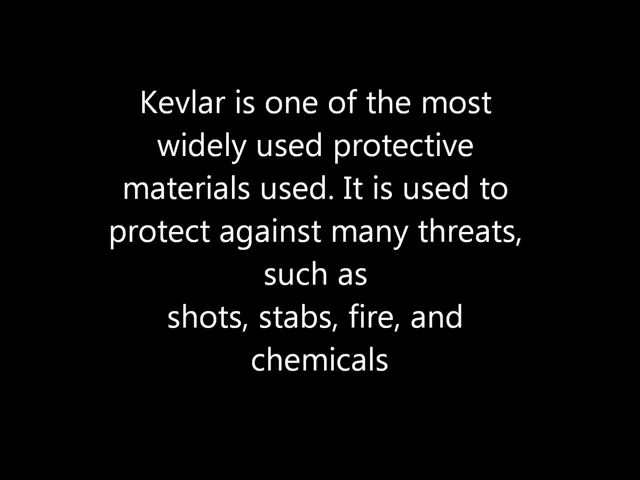 Kevlar is one of the most
widely used protective
materials used. It is used to
protect against many threats,
such as
shots, stabs, fire, and
chemicals